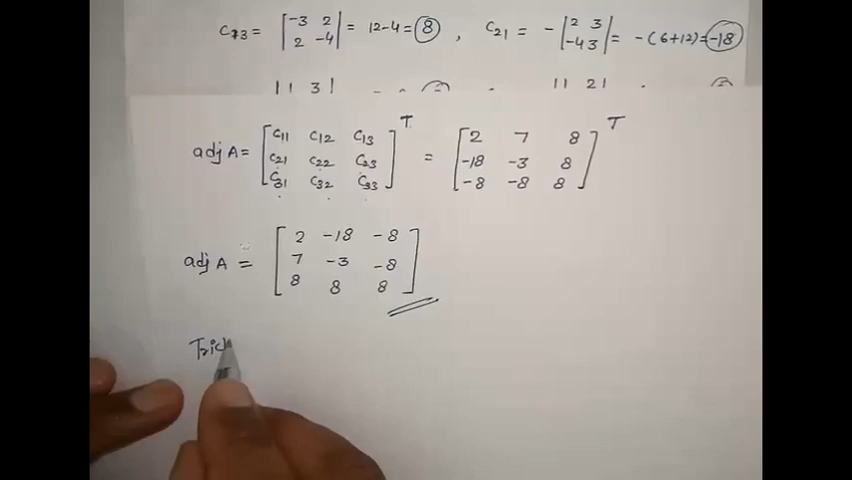 C13 = |-3 2; 2 -4| = 12-4 = 8 , C21 = - |2 3; -4 3| = -(6+12) = -18
adj A = [C11 C12 C13; C21 C22 C23; C31 C32 C33]^T = [2 7 8; -18 -3 8; -8 -8 8]^T
adj A = [2 -18 -8; 7 -3 -8; 8 8 8]